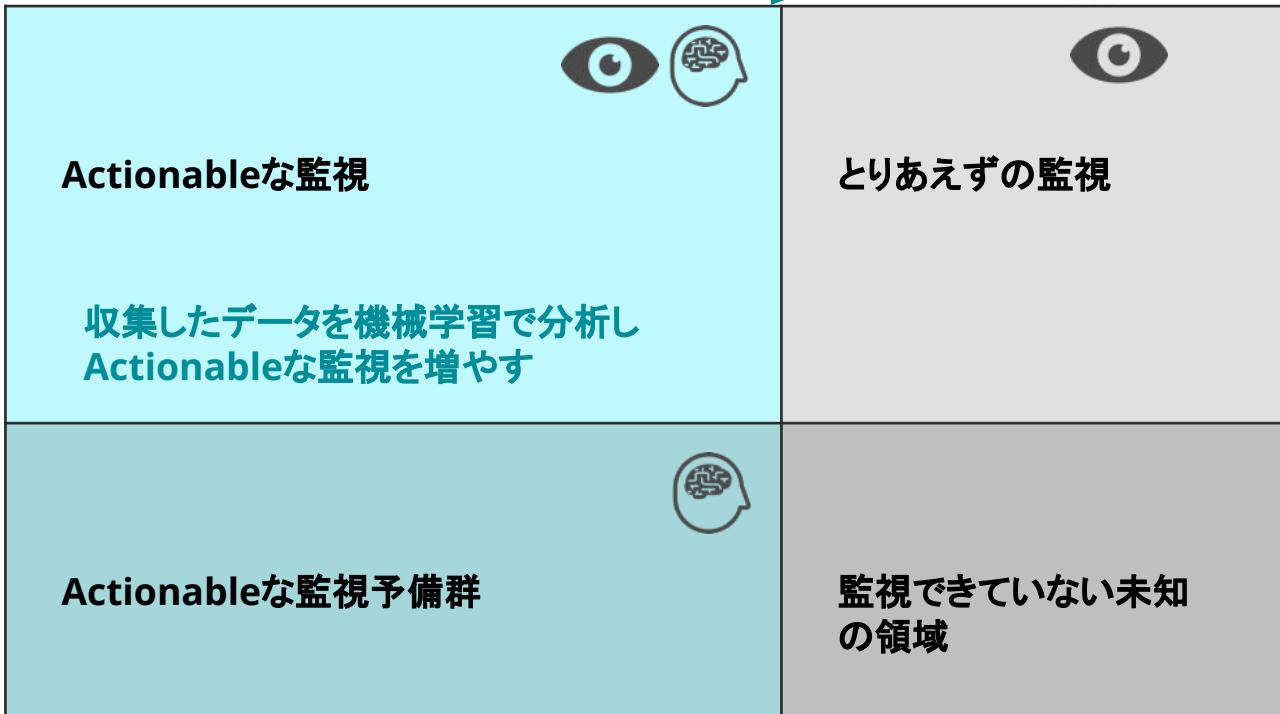 Actionableな監視
とりあえずの監視
収集したデータを機械学習で分析し
Actionableな監視を増やす
Actionableな監視予備群
監視できていない未知
の領域